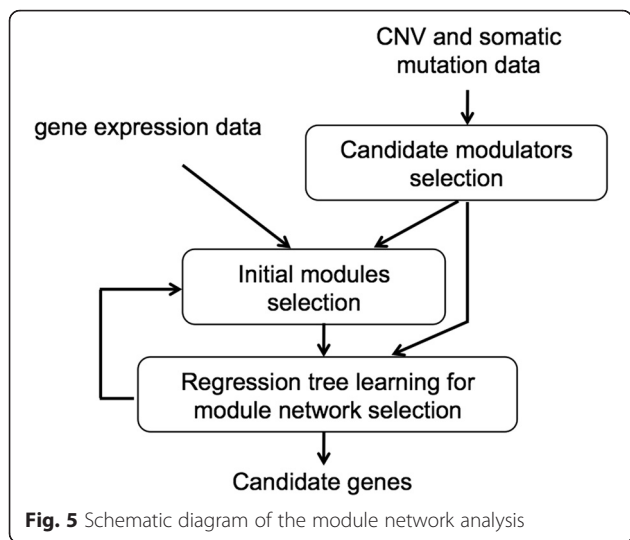 CNV and somatic
mutation data
gene expression data
Candidate modulators
selection
Initial modules
selection
Regression tree learning for
module network selection
Candidate genes
Fig. 5 Schematic diagram of the module network analysis